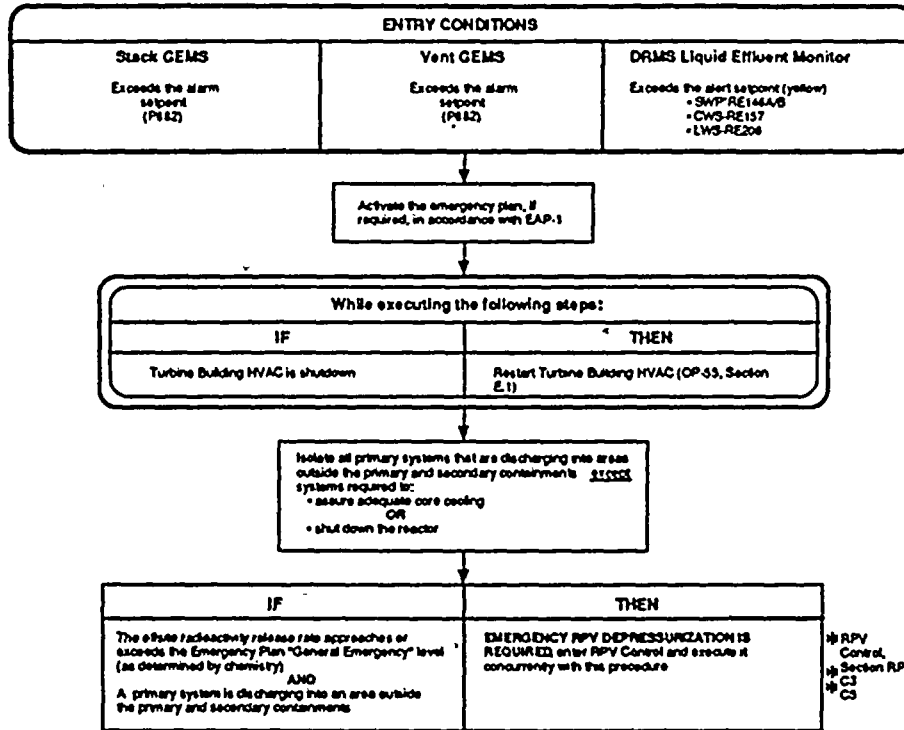 ENTRY CONDITIONS
Stack GEMS
Exceeds the alarm
setpoint
(P882)
Vent GEMS
Exceeds the alarm
setpoint
(P882)
DRMS Liquid Effluent Monitor
Exceeds the alert setpoint (yellow)
• SWP*RE146A/B
• CWS-RE157
• LWS-RE206
Activate the emergency plan, if
required, in accordance with EAP-1
While executing the following steps:
IF
THEN
Turbine Building HVAC is shutdown
Restart Turbine Building HVAC (OP-55, Section
E.1)
Isolate all primary systems that are discharging into areas
outside the primary and secondary containments except
systems required to:
• assure adequate core cooling
OR
• shut down the reactor
IF
THEN
The offsite radioactivity release rate approaches or
exceeds the Emergency Plan "General Emergency" level
(as determined by chemistry)
AND
A primary system is discharging into an area outside
the primary and secondary containments
EMERGENCY RPV DEPRESSURIZATION IS
REQUIRED; enter RPV Control and execute it
concurrently with this procedure
* RPV
Control,
* Section RP
* C3
C3